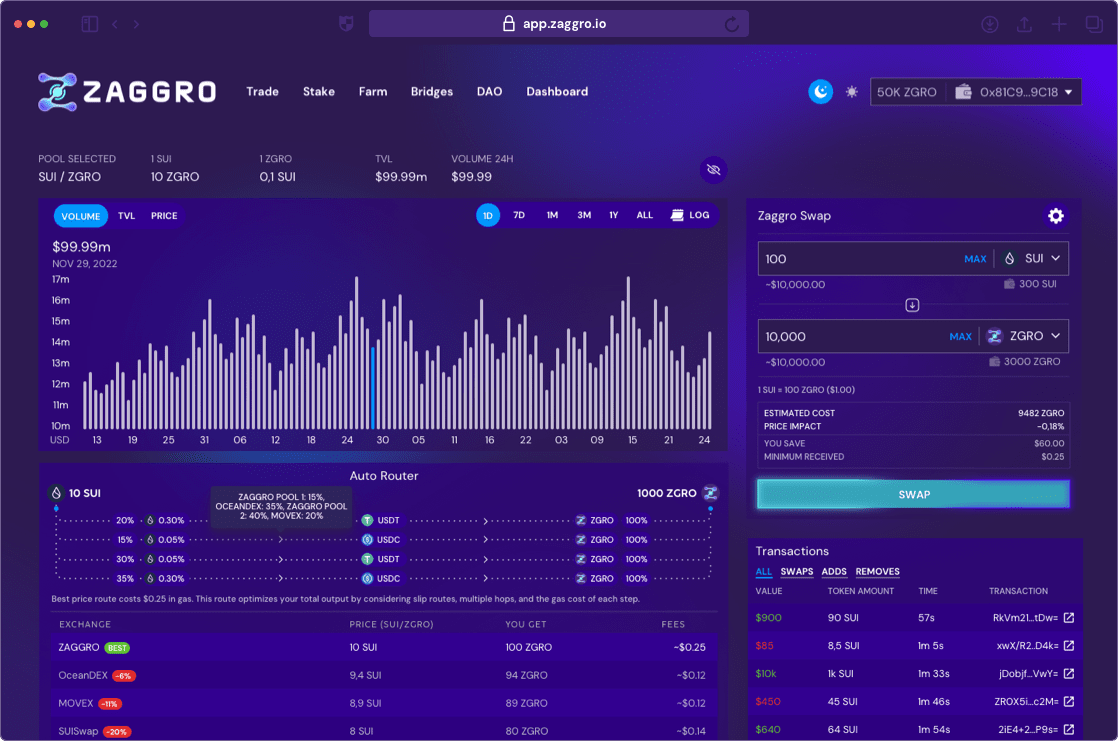 app.zaggro.io
ZAGGRO Trade Stake Farm Bridges DAO Dashboard 50K ZGRO 0x81C9...9C18
POOL SELECTED 1 SUI 1 ZGRO TVL VOLUME 24H
SUI / ZGRO 10 ZGRO 0,1 SUI $99.99m $99.99
VOLUME TVL PRICE 1D 7D 1M 3M 1Y ALL LOG
$99.99m
NOV 29, 2022
17m
16m
15m
14m
13m
12m
11m
10m
USD 13 19 25 31 06 12 18 24 30 05 11 16 22 03 09 15 21 24
Zaggro Swap
100 MAX SUI
~$10,000.00 300 SUI
10,000 MAX ZGRO
~$10,000.00 3000 ZGRO
1 SUI = 100 ZGRO ($1.00)
ESTIMATED COST 9482 ZGRO
PRICE IMPACT -0,18%
YOU SAVE $60.00
MINIMUM RECEIVED $0.25
SWAP
Auto Router
10 SUI 1000 ZGRO
ZAGGRO POOL 1: 15%,
OCEANDEX: 35%, ZAGGRO POOL
2: 40%, MOVEX: 20%
20% 0.30% USDT ZGRO 100%
15% 0.05% USDC ZGRO 100%
30% 0.05% USDT ZGRO 100%
35% 0.30% USDC ZGRO 100%
Best price route costs $0.25 in gas. This route optimizes your total output by considering slip routes, multiple hops, and the gas cost of each step.
EXCHANGE PRICE (SUI/ZGRO) YOU GET FEES
ZAGGRO BEST 10 SUI 100 ZGRO ~$0.25
OceanDEX -6% 9,4 SUI 94 ZGRO ~$0.12
MOVEX -11% 8,9 SUI 89 ZGRO ~$0.12
SUISwap -20% 8 SUI 80 ZGRO ~$0.14
Transactions
ALL SWAPS ADDS REMOVES
VALUE TOKEN AMOUNT TIME TRANSACTION
$900 90 SUI 57s RkVm21...tDw=
$85 8,5 SUI 1m 5s xwX/R2...D4k=
$10k 1k SUI 1m 33s jDobjf...VwY=
$450 45 SUI 1m 46s ZROX5i...c2M=
$640 64 SUI 1m 54s 2iE4+2...P9s=